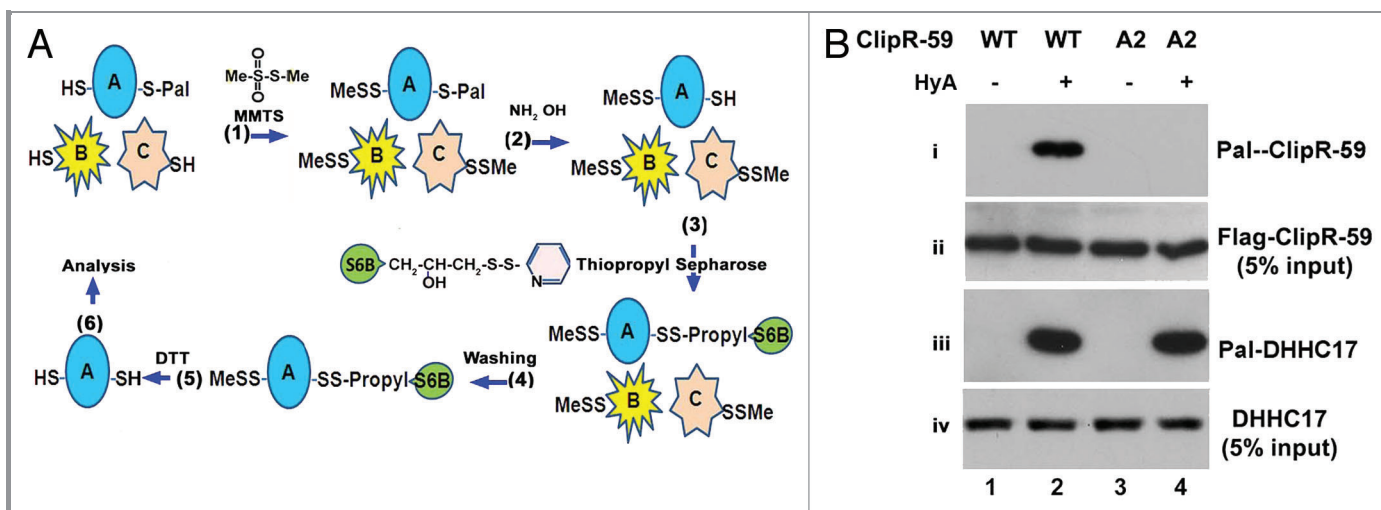 A
HS- A -S-Pal
B HS
C SH
O
Me-S-S-Me
O
MMTS
(1)
MeSS- A -S-Pal
MeSS B
C SSMe
NH2 OH
(2)
MeSS- A -SH
MeSS B
C SSMe
(3)
S6B CH2-CH-CH2-S-S- N Thiopropyl Sepharose
OH
MeSS- A -SS-Propyl S6B
MeSS B
C SSMe
Washing
(4)
MeSS- A -SS-Propyl S6B
DTT
(5)
HS- A -SH
(6)
Analysis
B
ClipR-59 WT WT A2 A2
HyA - + - +
i Pal--ClipR-59
ii Flag-ClipR-59
(5% input)
iii Pal-DHHC17
iv DHHC17
(5% input)
1 2 3 4